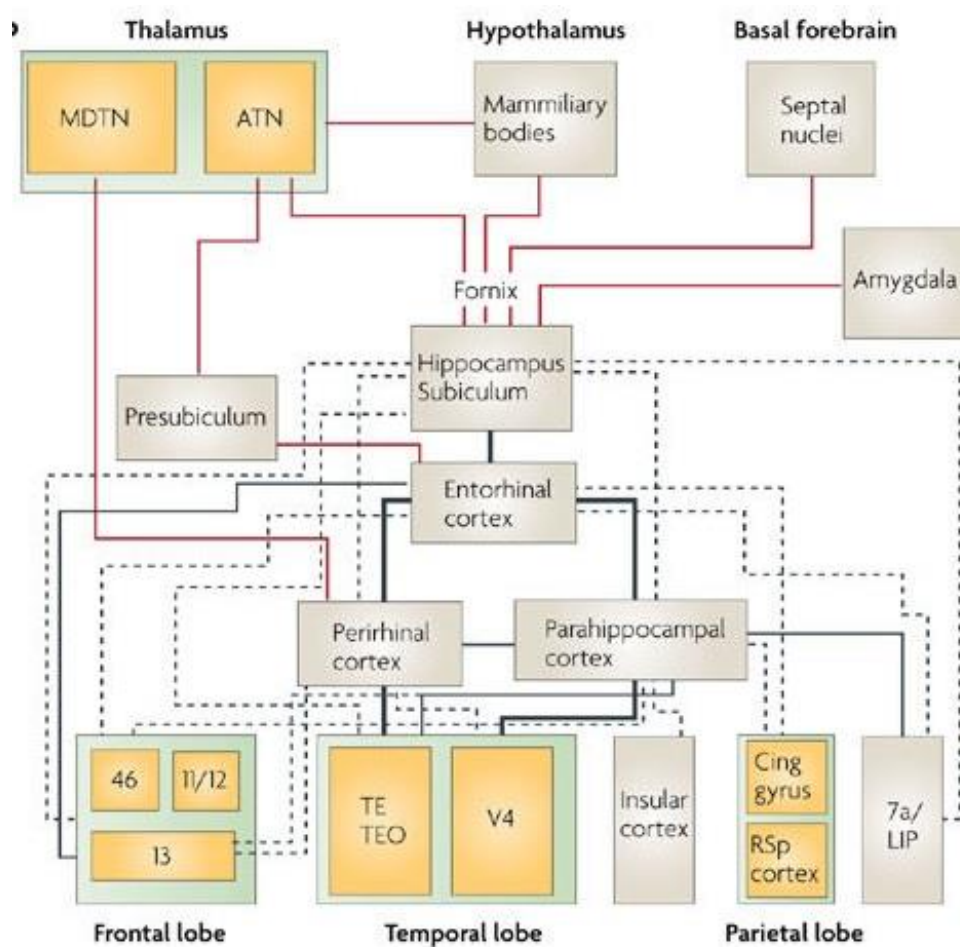 Thalamus
Hypothalamus
Basal forebrain
MDTN
ATN
Mammiliary
bodies
Septal
nuclei
Amygdala
Fornix
Hippocampus
Subiculum
Presubiculum
Entorhinal
cortex
Perirhinal
cortex
Parahippocampal
cortex
46
11/12
13
TE
TEO
V4
Insular
cortex
Cing
gyrus
RSp
cortex
7a/
LIP
Frontal lobe
Temporal lobe
Parietal lobe